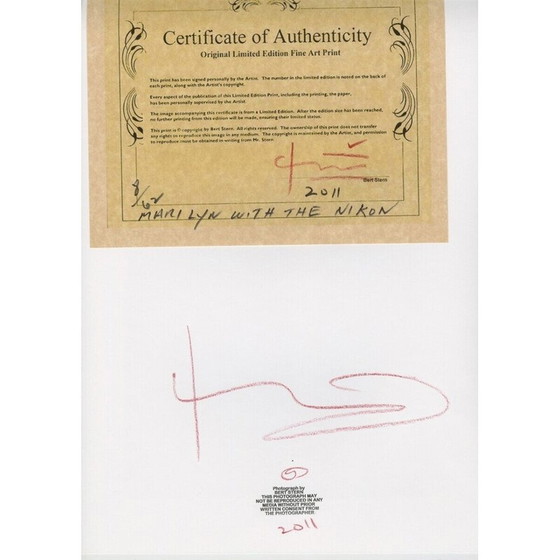 Certificate of Authenticity
Original Limited Edition Fine Art Print
This print has been signed personally by the Artist. The number in the limited edition is noted on the back of
each print, along with the Artist's copyright.
Every aspect of the publication of this Limited Edition Print, including the printing, the paper,
has been personally supervised by the Artist.
The image accompanying this certificate is from a Limited Edition. After the edition size has been reached,
no further printing from this edition will be made, ensuring their limited status.
This print is © copyright by Bert Stern. All rights reserved. The ownership of this print does not transfer
any rights to reproduce this image in any medium. The copyright is maintained by the Artist, and permission
to reproduce must be obtained in writing from Mr. Stern.
Bert Stern
2011
MARILYN WITH THE NIKON
Photograph by
BERT STERN
THIS PHOTOGRAPH MAY
NOT BE REPRODUCED IN ANY
MEDIA WITHOUT PRIOR
WRITTEN CONSENT FROM
THE PHOTOGRAPHER
2011